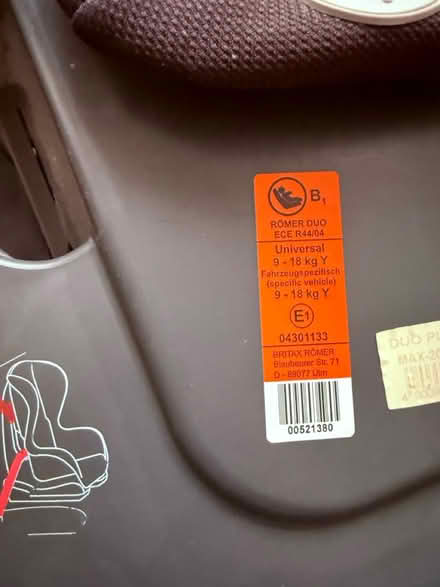 B1
RÖMER DUO
ECE R44/04
Universal
9 - 18 kg Y
Fahrzeugspezifisch
(specific vehicle)
9 - 18 kg Y
E1
04301133
BRITAX RÖMER
Blaubeurer Str. 71
D - 89077 Ulm
00521380
DUO